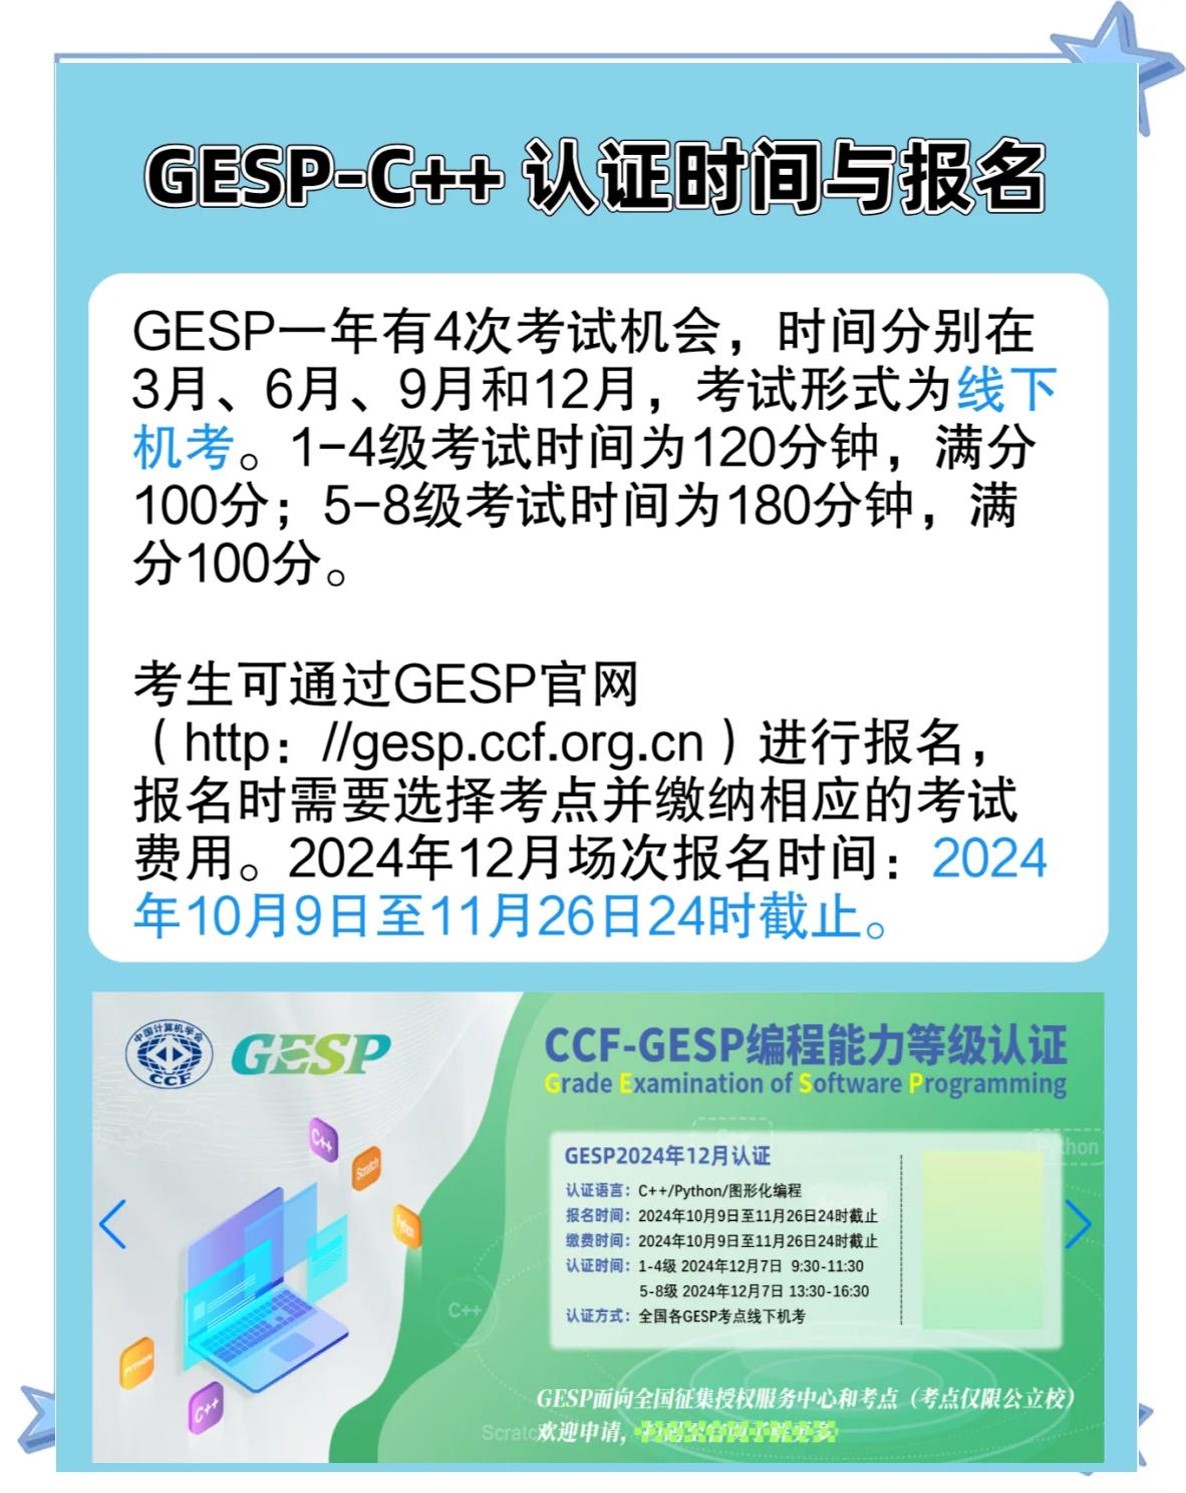 GESP-C++ 认证时间与报名
GESP一年有4次考试机会，时间分别在
3月、6月、9月和12月，考试形式为线下
机考。1-4级考试时间为120分钟，满分
100分；5-8级考试时间为180分钟，满
分100分。
考生可通过GESP官网
（http：//gesp.ccf.org.cn）进行报名，
报名时需要选择考点并缴纳相应的考试
费用。2024年12月场次报名时间：2024
年10月9日至11月26日24时截止。
中国计算机学会
CCF
GESP
CCF-GESP编程能力等级认证
Grade Examination of Software Programming
C++
Scratch
Python
thon
GESP2024年12月认证
认证语言：C++/Python/图形化编程
报名时间：2024年10月9日至11月26日24时截止
缴费时间：2024年10月9日至11月26日24时截止
认证时间：1-4级 2024年12月7日 9:30-11:30
5-8级 2024年12月7日 13:30-16:30
认证方式：全国各GESP考点线下机考
C++
PYTHON
C++
GESP面向全国征集授权服务中心和考点（考点仅限公立校）
Scratc
欢迎申请，